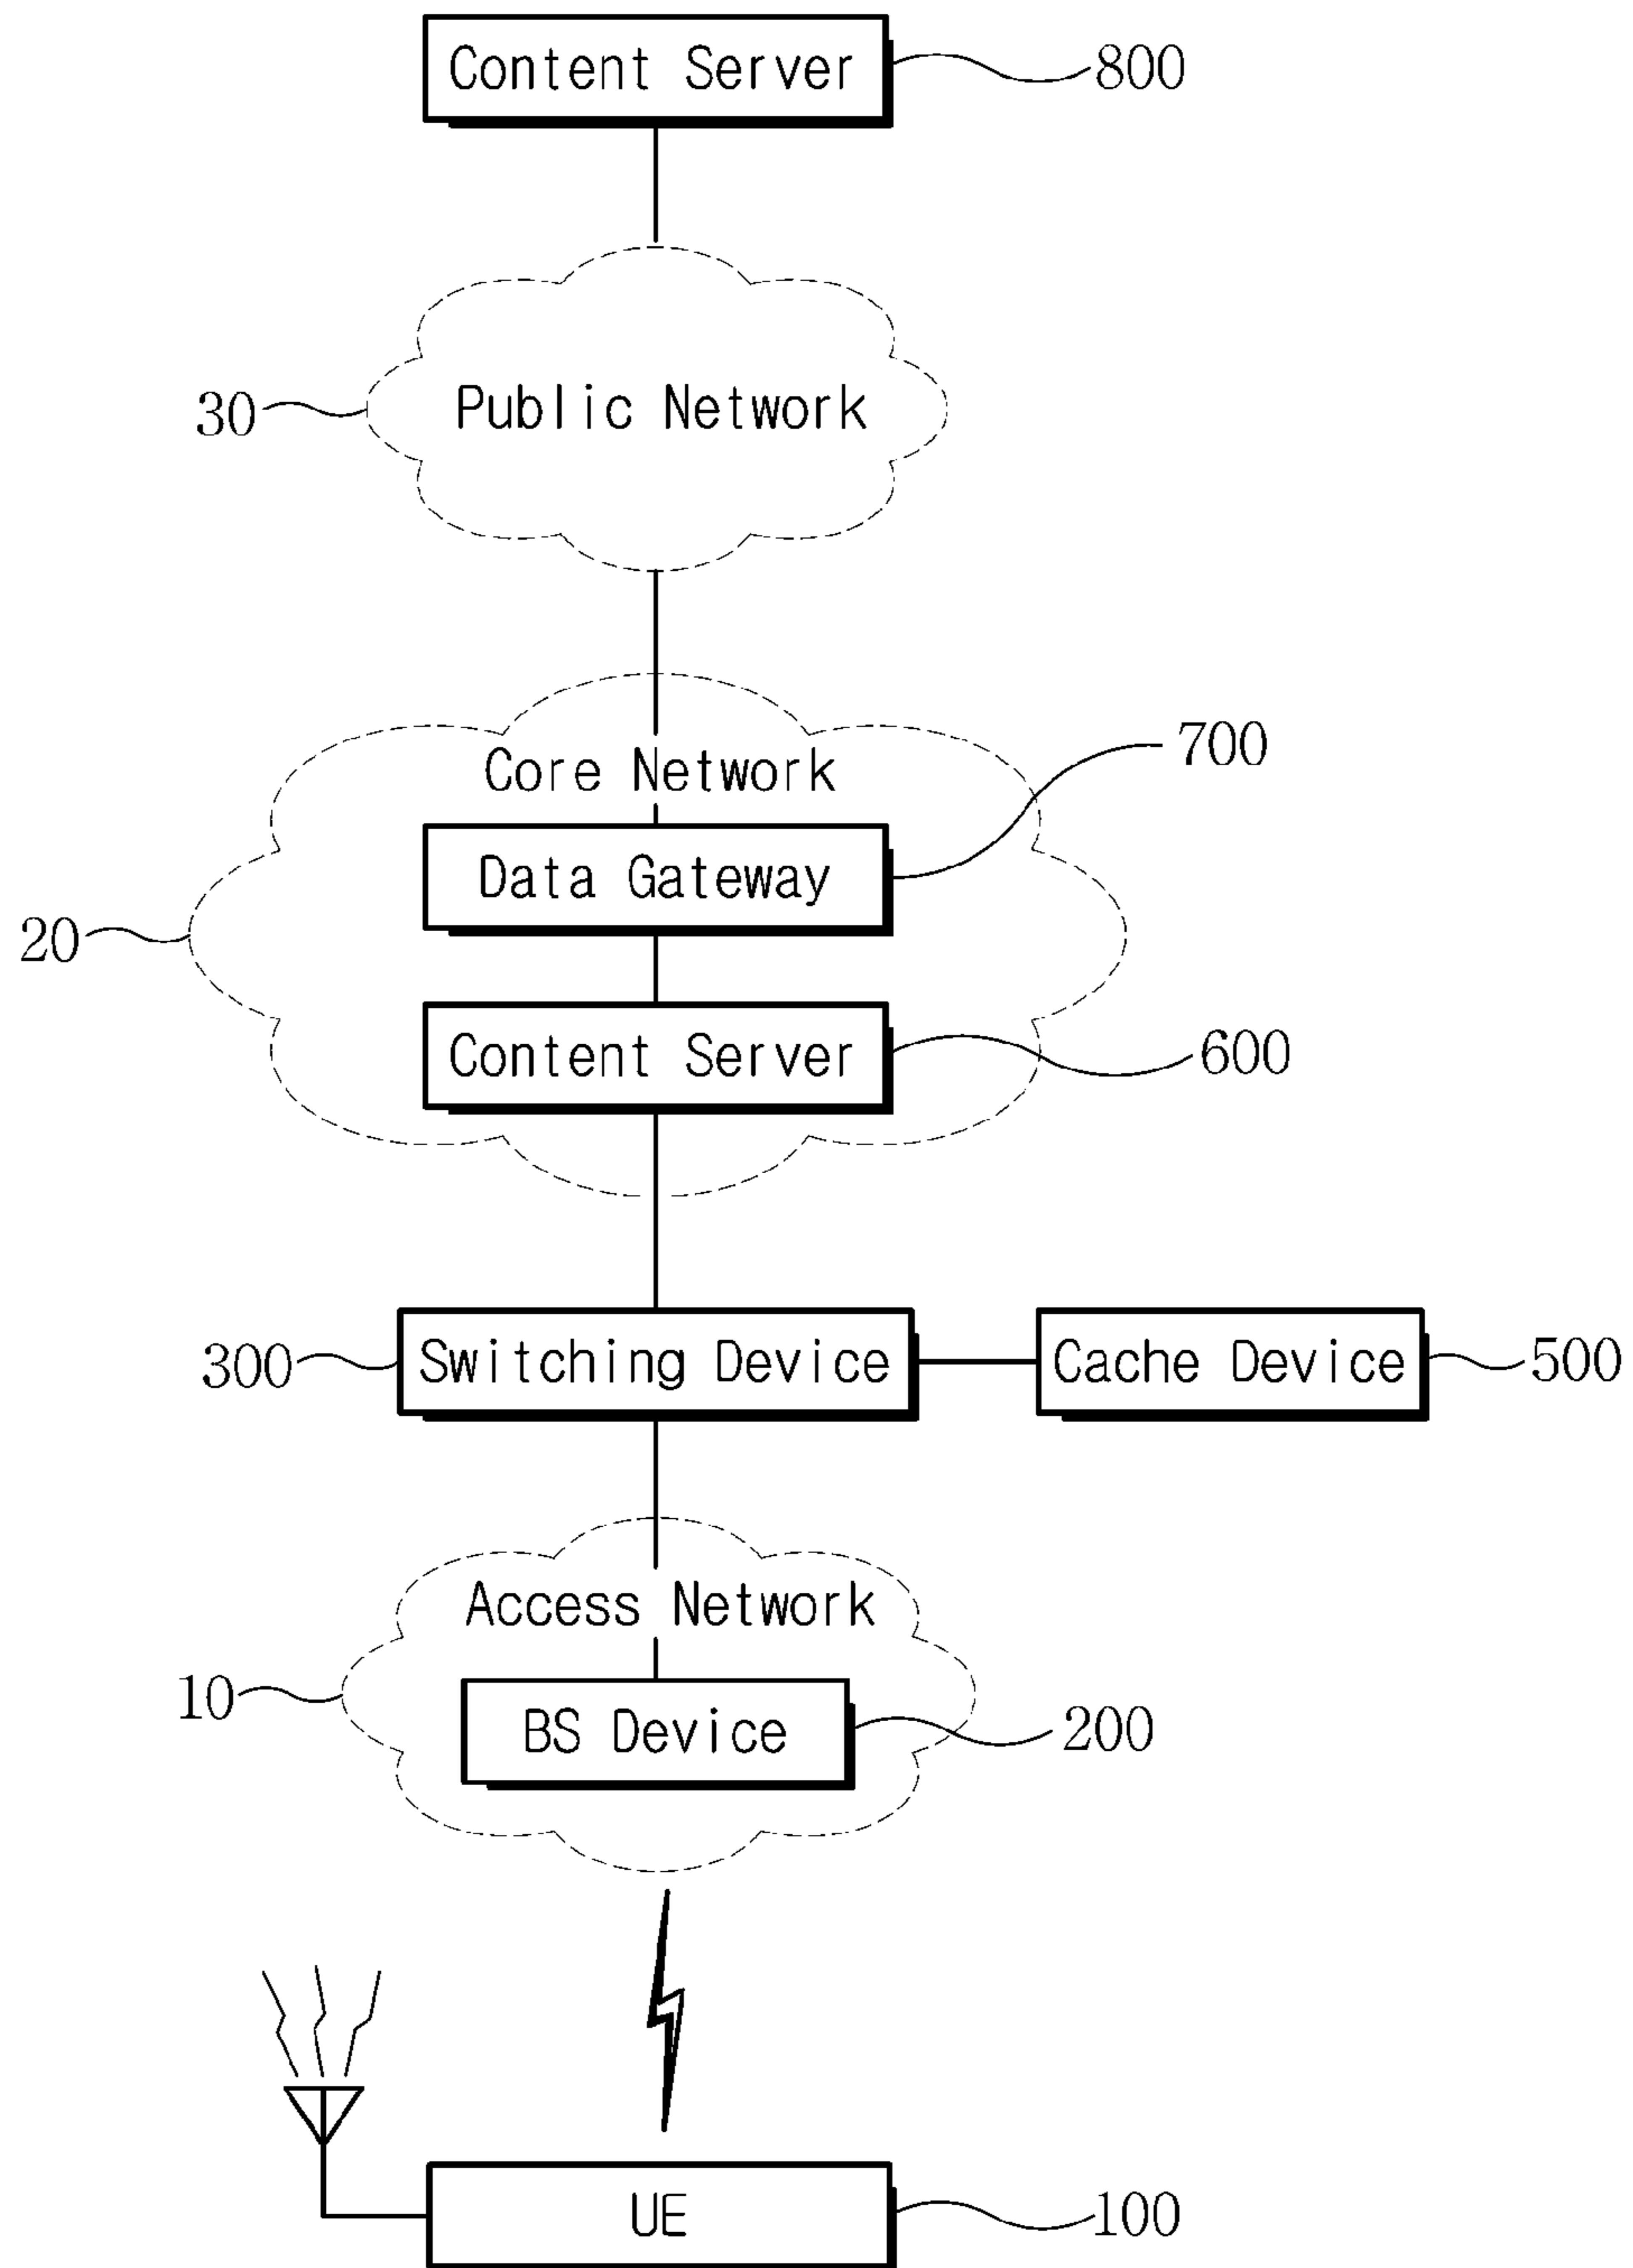 Content Server 800
30 Public Network
Core Network 700
Data Gateway
20
Content Server 600
300 Switching Device Cache Device 500
Access Network
10
BS Device 200
UE 100